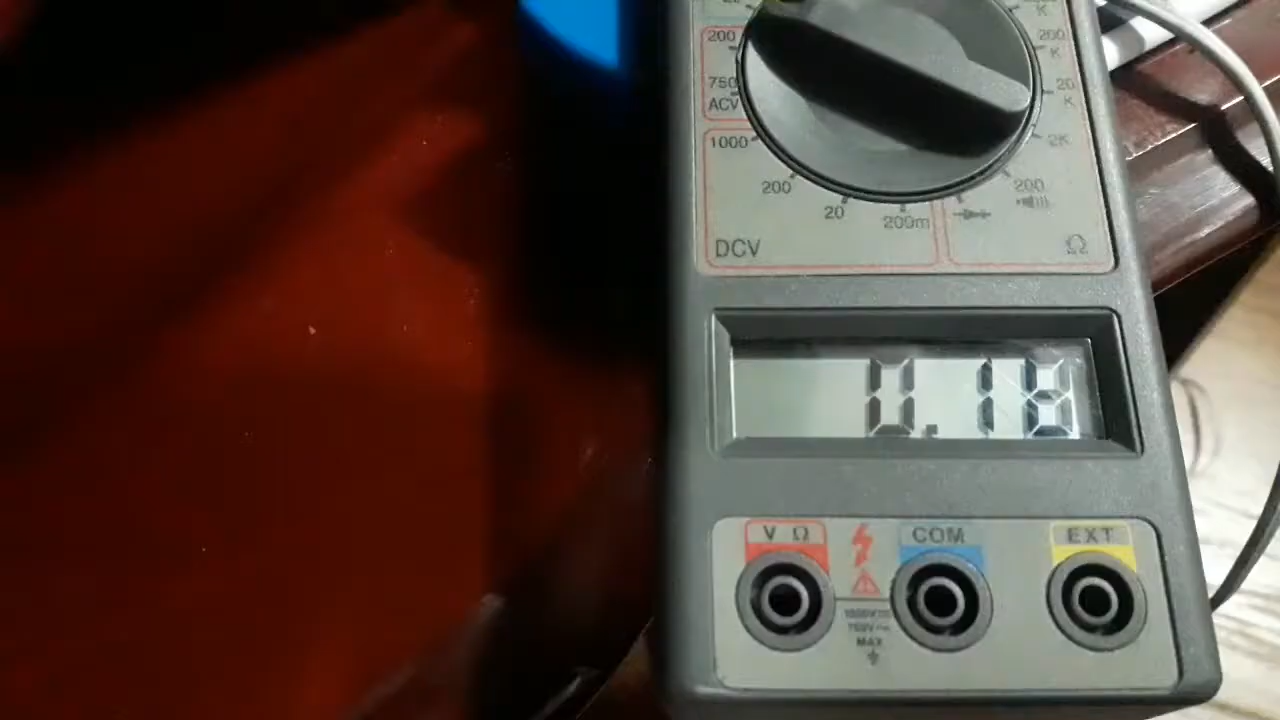 200
K
200
K
750
20
ACV
K
1000
2K
200
200
20
200m
DCV
Ω
0.18
V Ω
COM
EXT
1000V
750V~
MAX